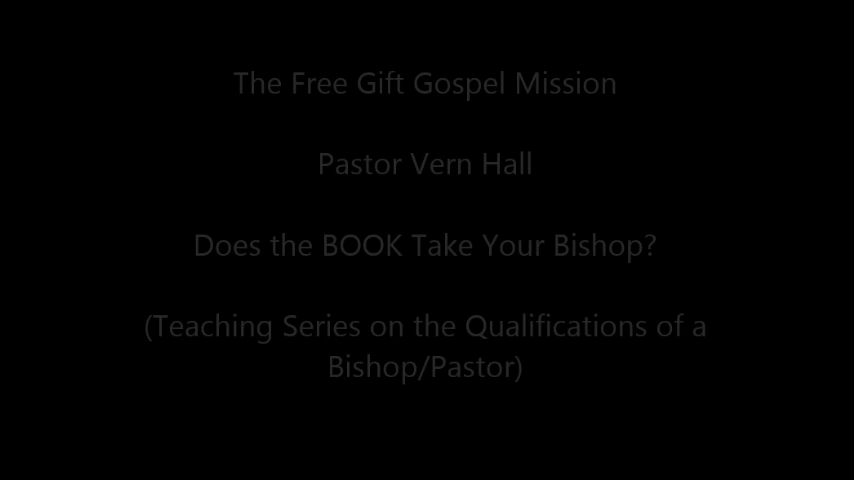 The Free Gift Gospel Mission
Pastor Vern Hall
Does the BOOK Take Your Bishop?
(Teaching Series on the Qualifications of a
Bishop/Pastor)